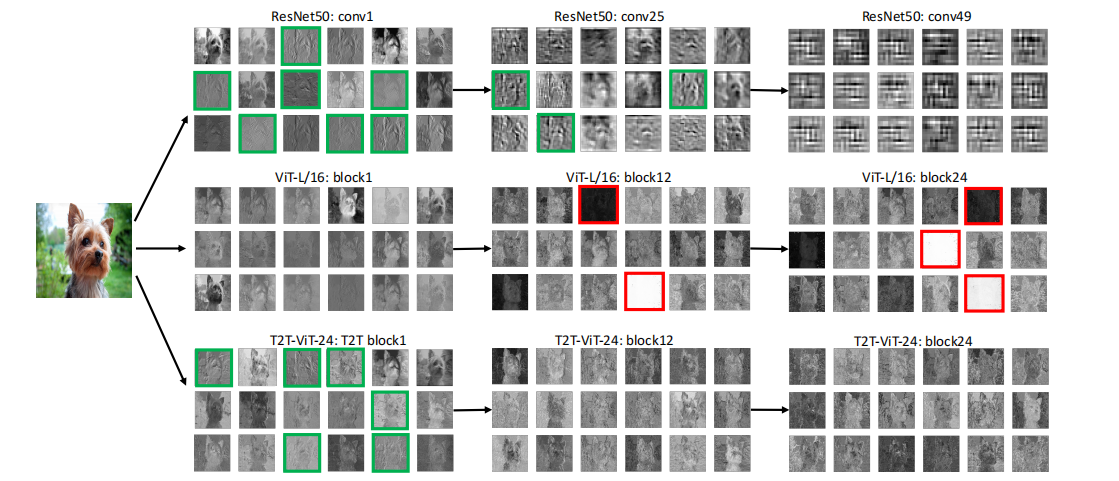 ResNet50: conv1
ResNet50: conv25
ResNet50: conv49
ViT-L/16: block1
ViT-L/16: block12
ViT-L/16: block24
T2T-ViT-24: T2T block1
T2T-ViT-24: block12
T2T-ViT-24: block24